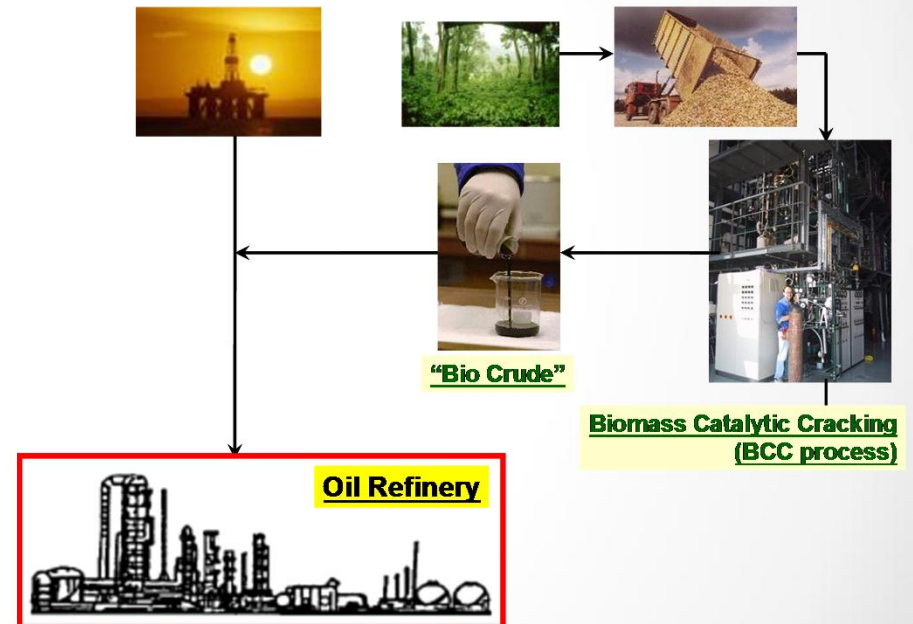 “Bio Crude”
Biomass Catalytic Cracking
(BCC process)
Oil Refinery